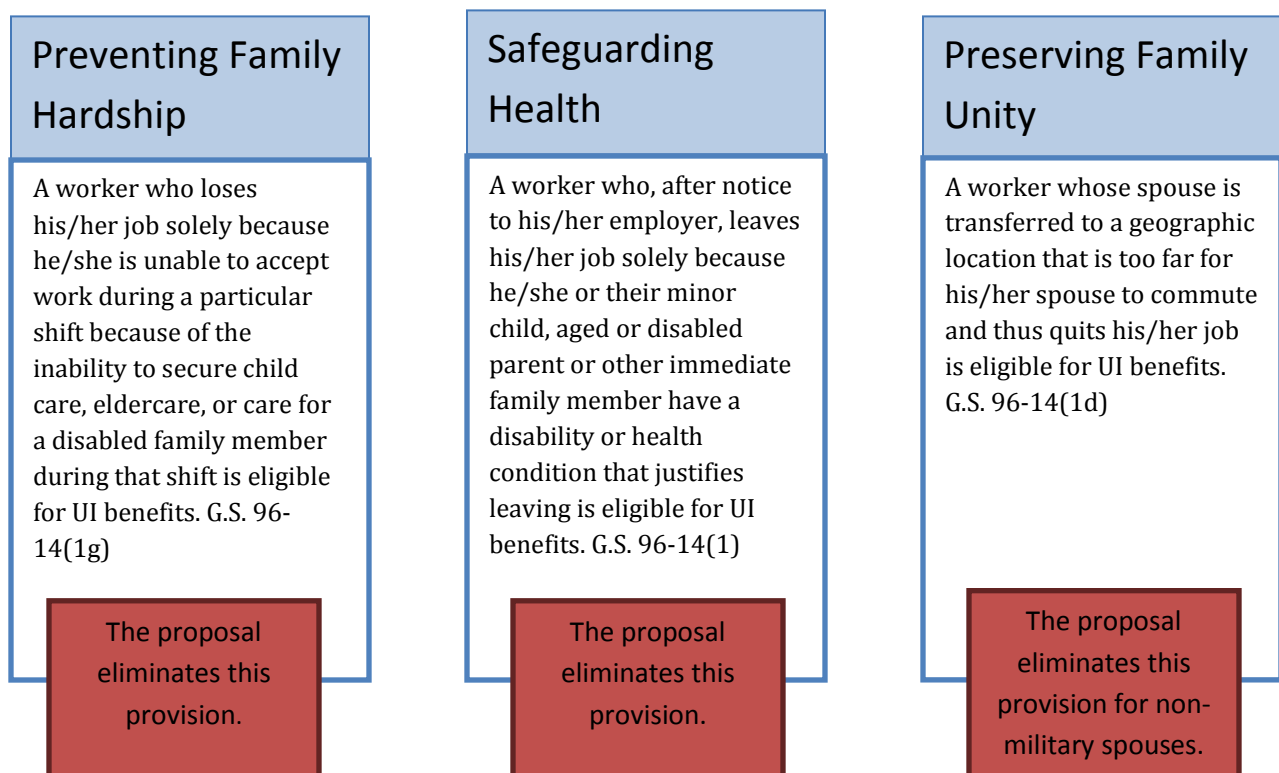 Preventing Family
Hardship
A worker who loses
his/her job solely because
he/she is unable to accept
work during a particular
shift because of the
inability to secure child
care, eldercare, or care for
a disabled family member
during that shift is eligible
for UI benefits. G.S. 96-
14(1g)
The proposal
eliminates this
provision.
Safeguarding
Health
A worker who, after notice
to his/her employer, leaves
his/her job solely because
he/she or their minor
child, aged or disabled
parent or other immediate
family member have a
disability or health
condition that justifies
leaving is eligible for UI
benefits. G.S. 96-14(1)
The proposal
eliminates this
provision.
Preserving Family
Unity
A worker whose spouse is
transferred to a geographic
location that is too far for
his/her spouse to commute
and thus quits his/her job
is eligible for UI benefits.
G.S. 96-14(1d)
The proposal
eliminates this
provision for non-
military spouses.